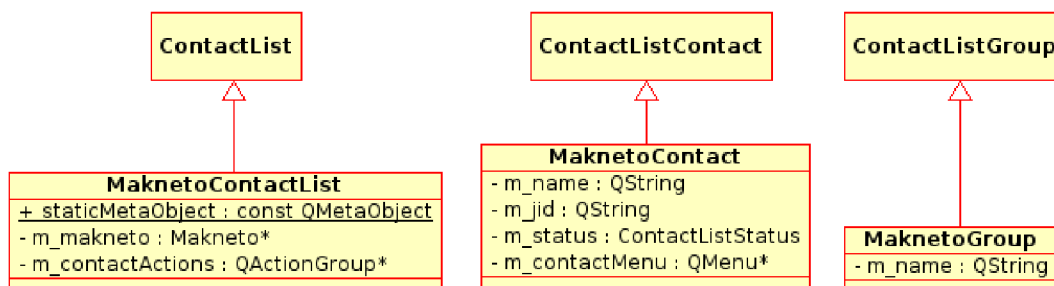 ContactList
MaknetoContactList
+ staticMetaObject : const QMetaObject
- m_makneto : Makneto*
- m_contactActions : QActionGroup*
ContactListContact
MaknetoContact
- m_name : QString
- m_jid : QString
- m_status : ContactListStatus
- m_contactMenu : QMenu*
ContactListGroup
MaknetoGroup
- m_name : QString